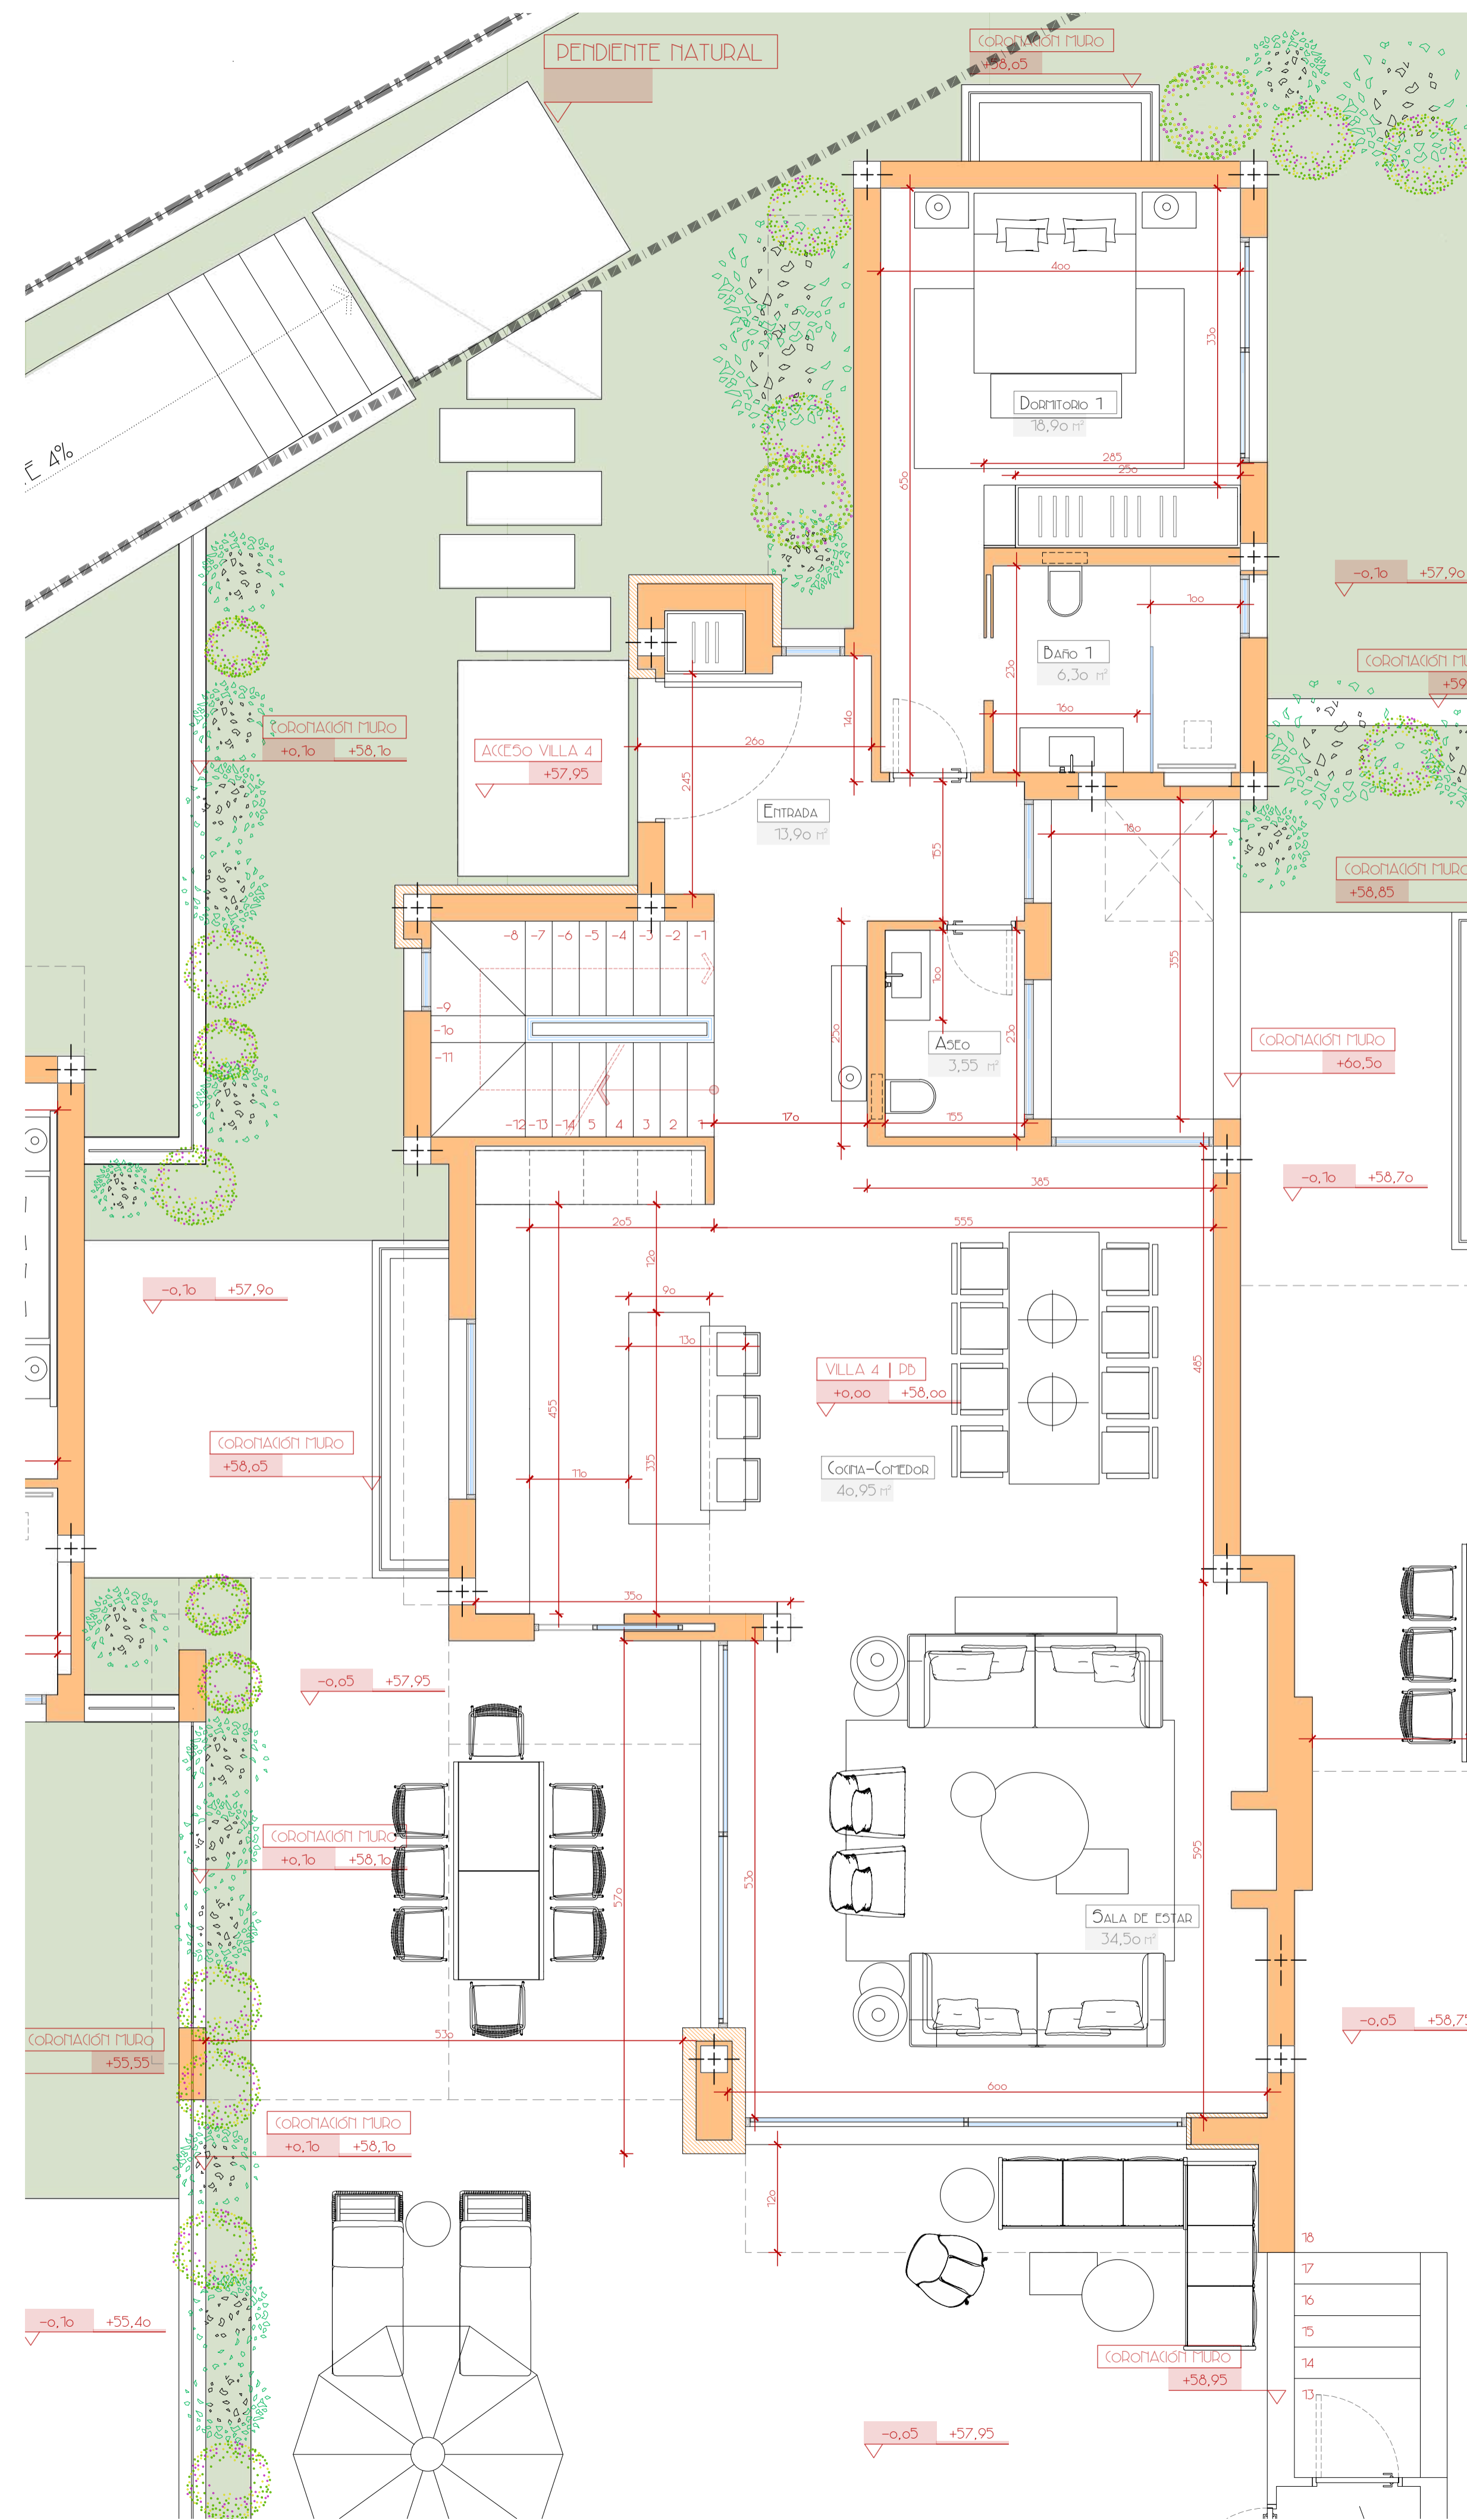 PENDIENTE NATURAL
CORONACIÓN MURO
+58,05
400
330
650
DORMITORIO 1
18,90 m²
285
250
E 4%
100
230
BAÑO 1
6,30 m²
160
-0,10 +57,90
CORONACIÓN MU
+59
CORONACIÓN MURO
+0,10 +58,10
ACCESO VILLA 4
+57,95
260
140
245
ENTRADA
13,90 m²
180
155
CORONACIÓN MURO
+58,85
-8 -7 -6 -5 -4 -3 -2 -1
355
-9
-10
-11
250
100
230
ASEO
3,55 m²
CORONACIÓN MURO
+60,50
-12 -13 -14 5 4 3 2 1
170
155
-0,10 +58,70
385
205
555
120
90
130
-0,10 +57,90
VILLA 4 | PB
+0,00 +58,00
485
455
CORONACIÓN MURO
+58,05
110
335
COCINA-COMEDOR
40,95 m²
350
-0,05 +57,95
CORONACIÓN MURO
+0,10 +58,10
570
530
595
SALA DE ESTAR
34,50 m²
CORONACIÓN MURO
+55,55
530
-0,05 +58,75
600
CORONACIÓN MURO
+0,10 +58,10
120
18
17
16
15
14
13
-0,10 +55,40
CORONACIÓN MURO
+58,95
-0,05 +57,95